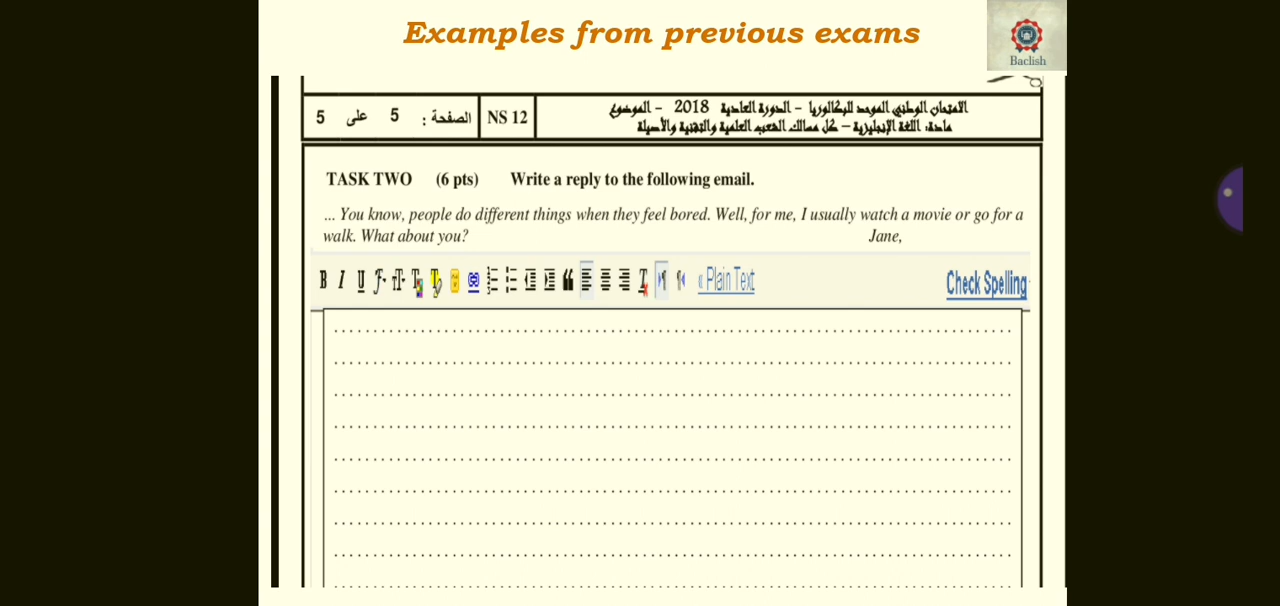 Examples from previous exams
Baclish
الامتحان الوطني الموحد للبكالوريا - الدورة العادية 2018 - الموضوع
مادة: اللغة الإنجليزية – كل مسالك الشعب العلمية والتقنية والأصيلة
NS 12
الصفحة : 5 على 5
TASK TWO (6 pts) Write a reply to the following email.
... You know, people do different things when they feel bored. Well, for me, I usually watch a movie or go for a
walk. What about you? Jane,
B I U « Plain Text Check Spelling